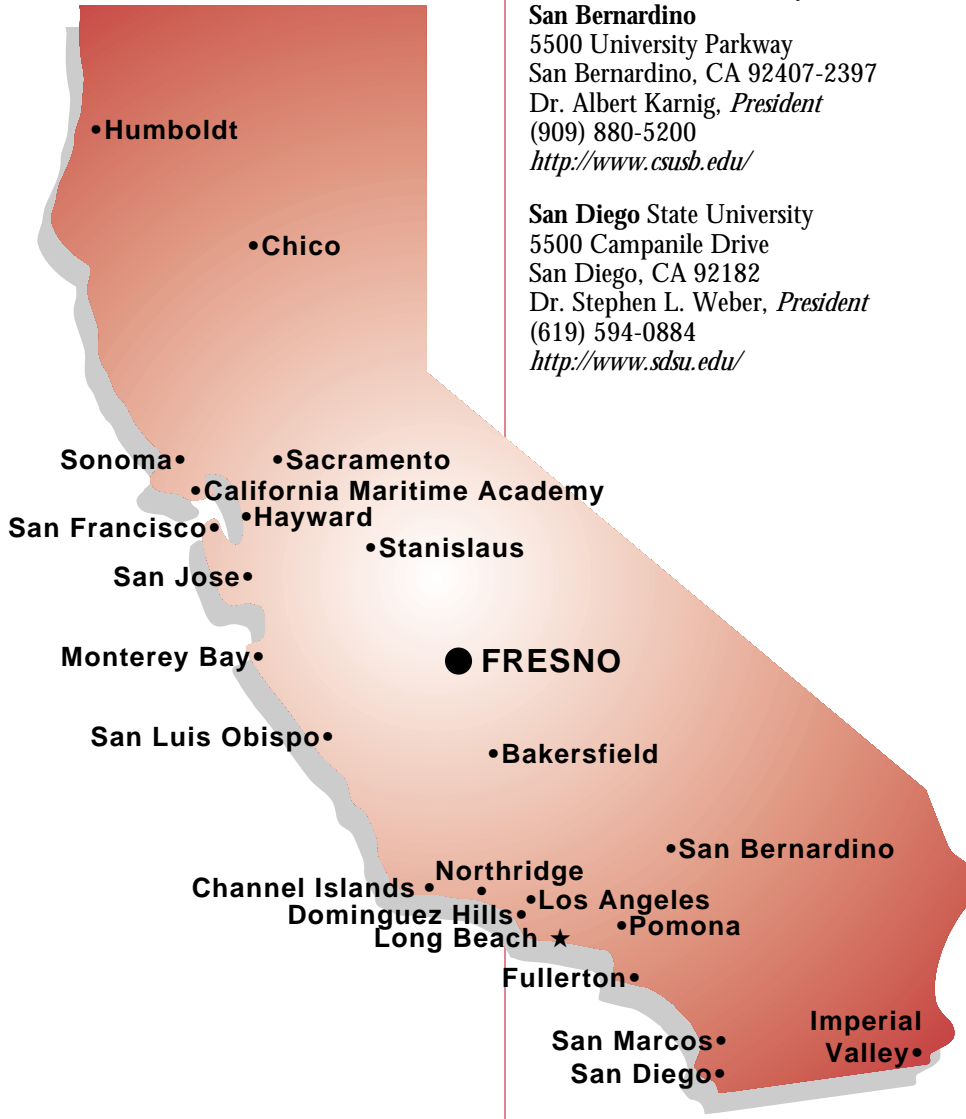 San Bernardino
5500 University Parkway
San Bernardino, CA 92407-2397
Dr. Albert Karnig, President
(909) 880-5200
http://www.csusb.edu/
San Diego State University
5500 Campanile Drive
San Diego, CA 92182
Dr. Stephen L. Weber, President
(619) 594-0884
http://www.sdsu.edu/
•Humboldt
•Chico
Sonoma•
•Sacramento
•California Maritime Academy
•Hayward
San Francisco•
•Stanislaus
San Jose•
Monterey Bay•
● FRESNO
San Luis Obispo•
•Bakersfield
•San Bernardino
Northridge
•
Channel Islands •
•Los Angeles
Dominguez Hills•
•Pomona
Long Beach ★
Fullerton•
Imperial
Valley•
San Marcos•
San Diego•